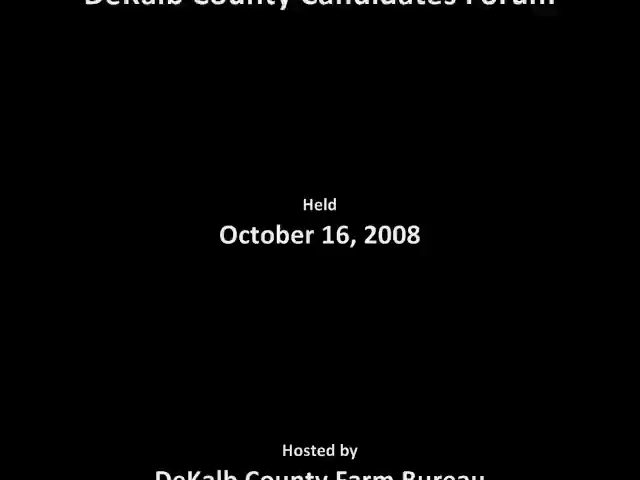 DeKalb County Candidates Forum
Held
October 16, 2008
Hosted by
DeKalb County Farm Bureau